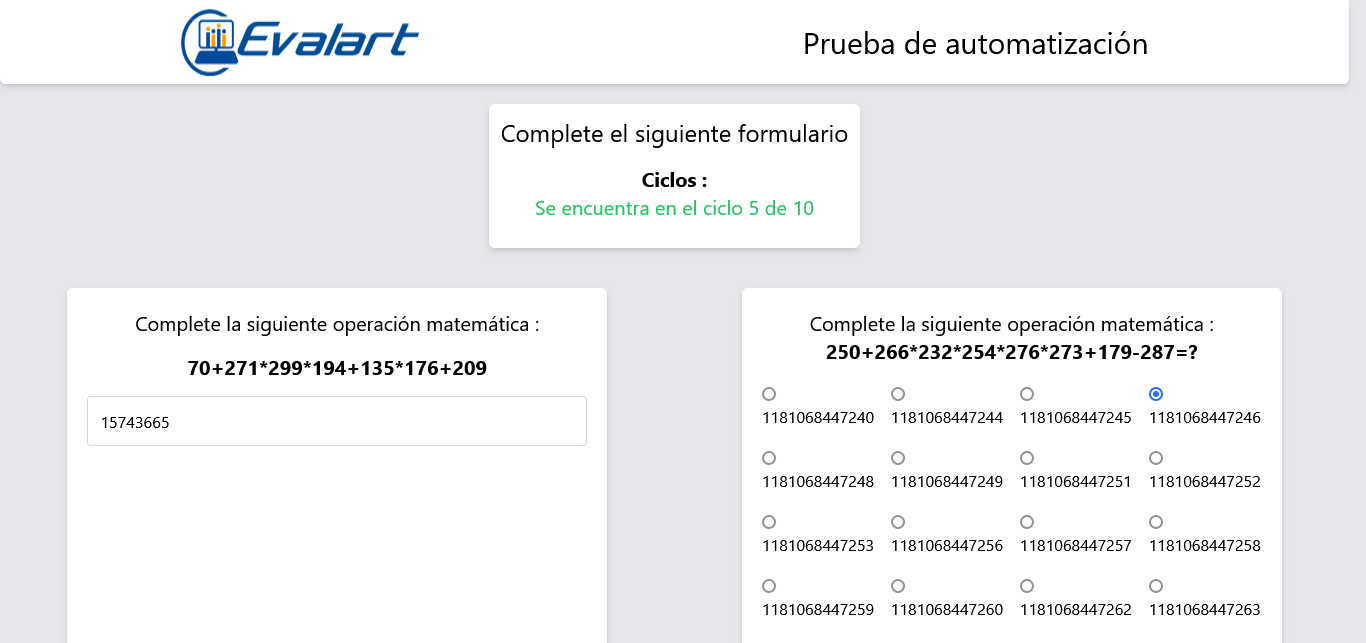 Evalart
Prueba de automatización
Complete el siguiente formulario
Ciclos :
Se encuentra en el ciclo 5 de 10
Complete la siguiente operación matemática :
70+271*299*194+135*176+209
15743665
Complete la siguiente operación matemática :
250+266*232*254*276*273+179-287=?
1181068447240 1181068447244 1181068447245 1181068447246
1181068447248 1181068447249 1181068447251 1181068447252
1181068447253 1181068447256 1181068447257 1181068447258
1181068447259 1181068447260 1181068447262 1181068447263